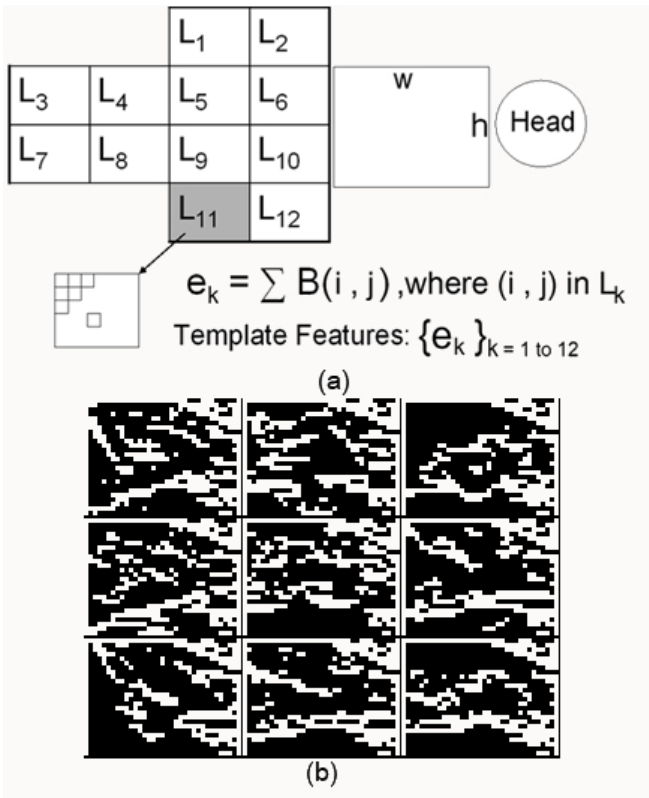 L1 L2
L3 L4 L5 L6 w
h Head
L7 L8 L9 L10
L11 L12
ek = ∑ B(i , j) ,where (i , j) in Lk
Template Features: {ek }k = 1 to 12
(a)
(b)